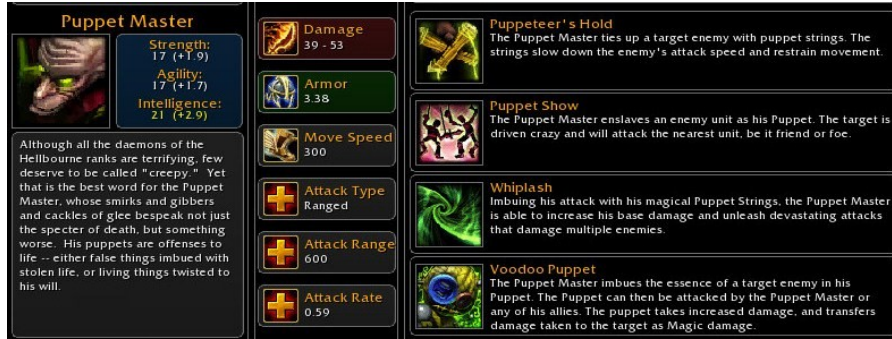 Puppet Master
Strength:
17 (+1.9)
Agility:
17 (+1.7)
Intelligence:
21 (+2.9)
Although all the daemons of the
Hellbourne ranks are terrifying, few
deserve to be called "creepy." Yet
that is the best word for the Puppet
Master, whose smirks and gibbers
and cackles of glee bespeak not just
the specter of death, but something
worse. His puppets are offenses to
life -- either false things imbued with
stolen life, or living things twisted to
his will.
Damage
39 - 53
Armor
3.38
Move Speed
300
Attack Type
Ranged
Attack Range
600
Attack Rate
0.59
Puppeteer's Hold
The Puppet Master ties up a target enemy with puppet strings. The
strings slow down the enemy's attack speed and restrain movement.
Puppet Show
The Puppet Master enslaves an enemy unit as his Puppet. The target is
driven crazy and will attack the nearest unit, be it friend or foe.
Whiplash
Imbuing his attack with his magical Puppet Strings, the Puppet Master
is able to increase his base damage and unleash devastating attacks
that damage multiple enemies.
Voodoo Puppet
The Puppet Master imbues the essence of a target enemy in his
Puppet. The Puppet can then be attacked by the Puppet Master or
any of his allies. The puppet takes increased damage, and transfers
damage taken to the target as Magic damage.